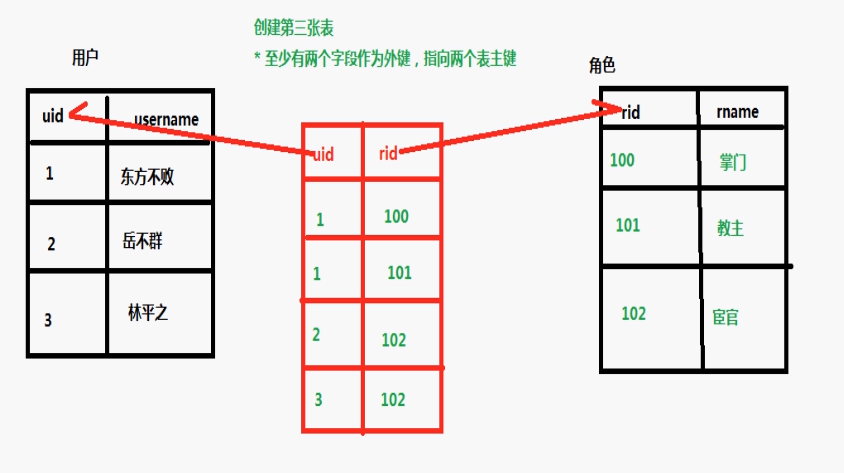 创建第三张表
* 至少有两个字段作为外键，指向两个表主键
用户
uid username
1 东方不败
2 岳不群
3 林平之
uid rid
1 100
1 101
2 102
3 102
角色
rid rname
100 掌门
101 教主
102 宦官